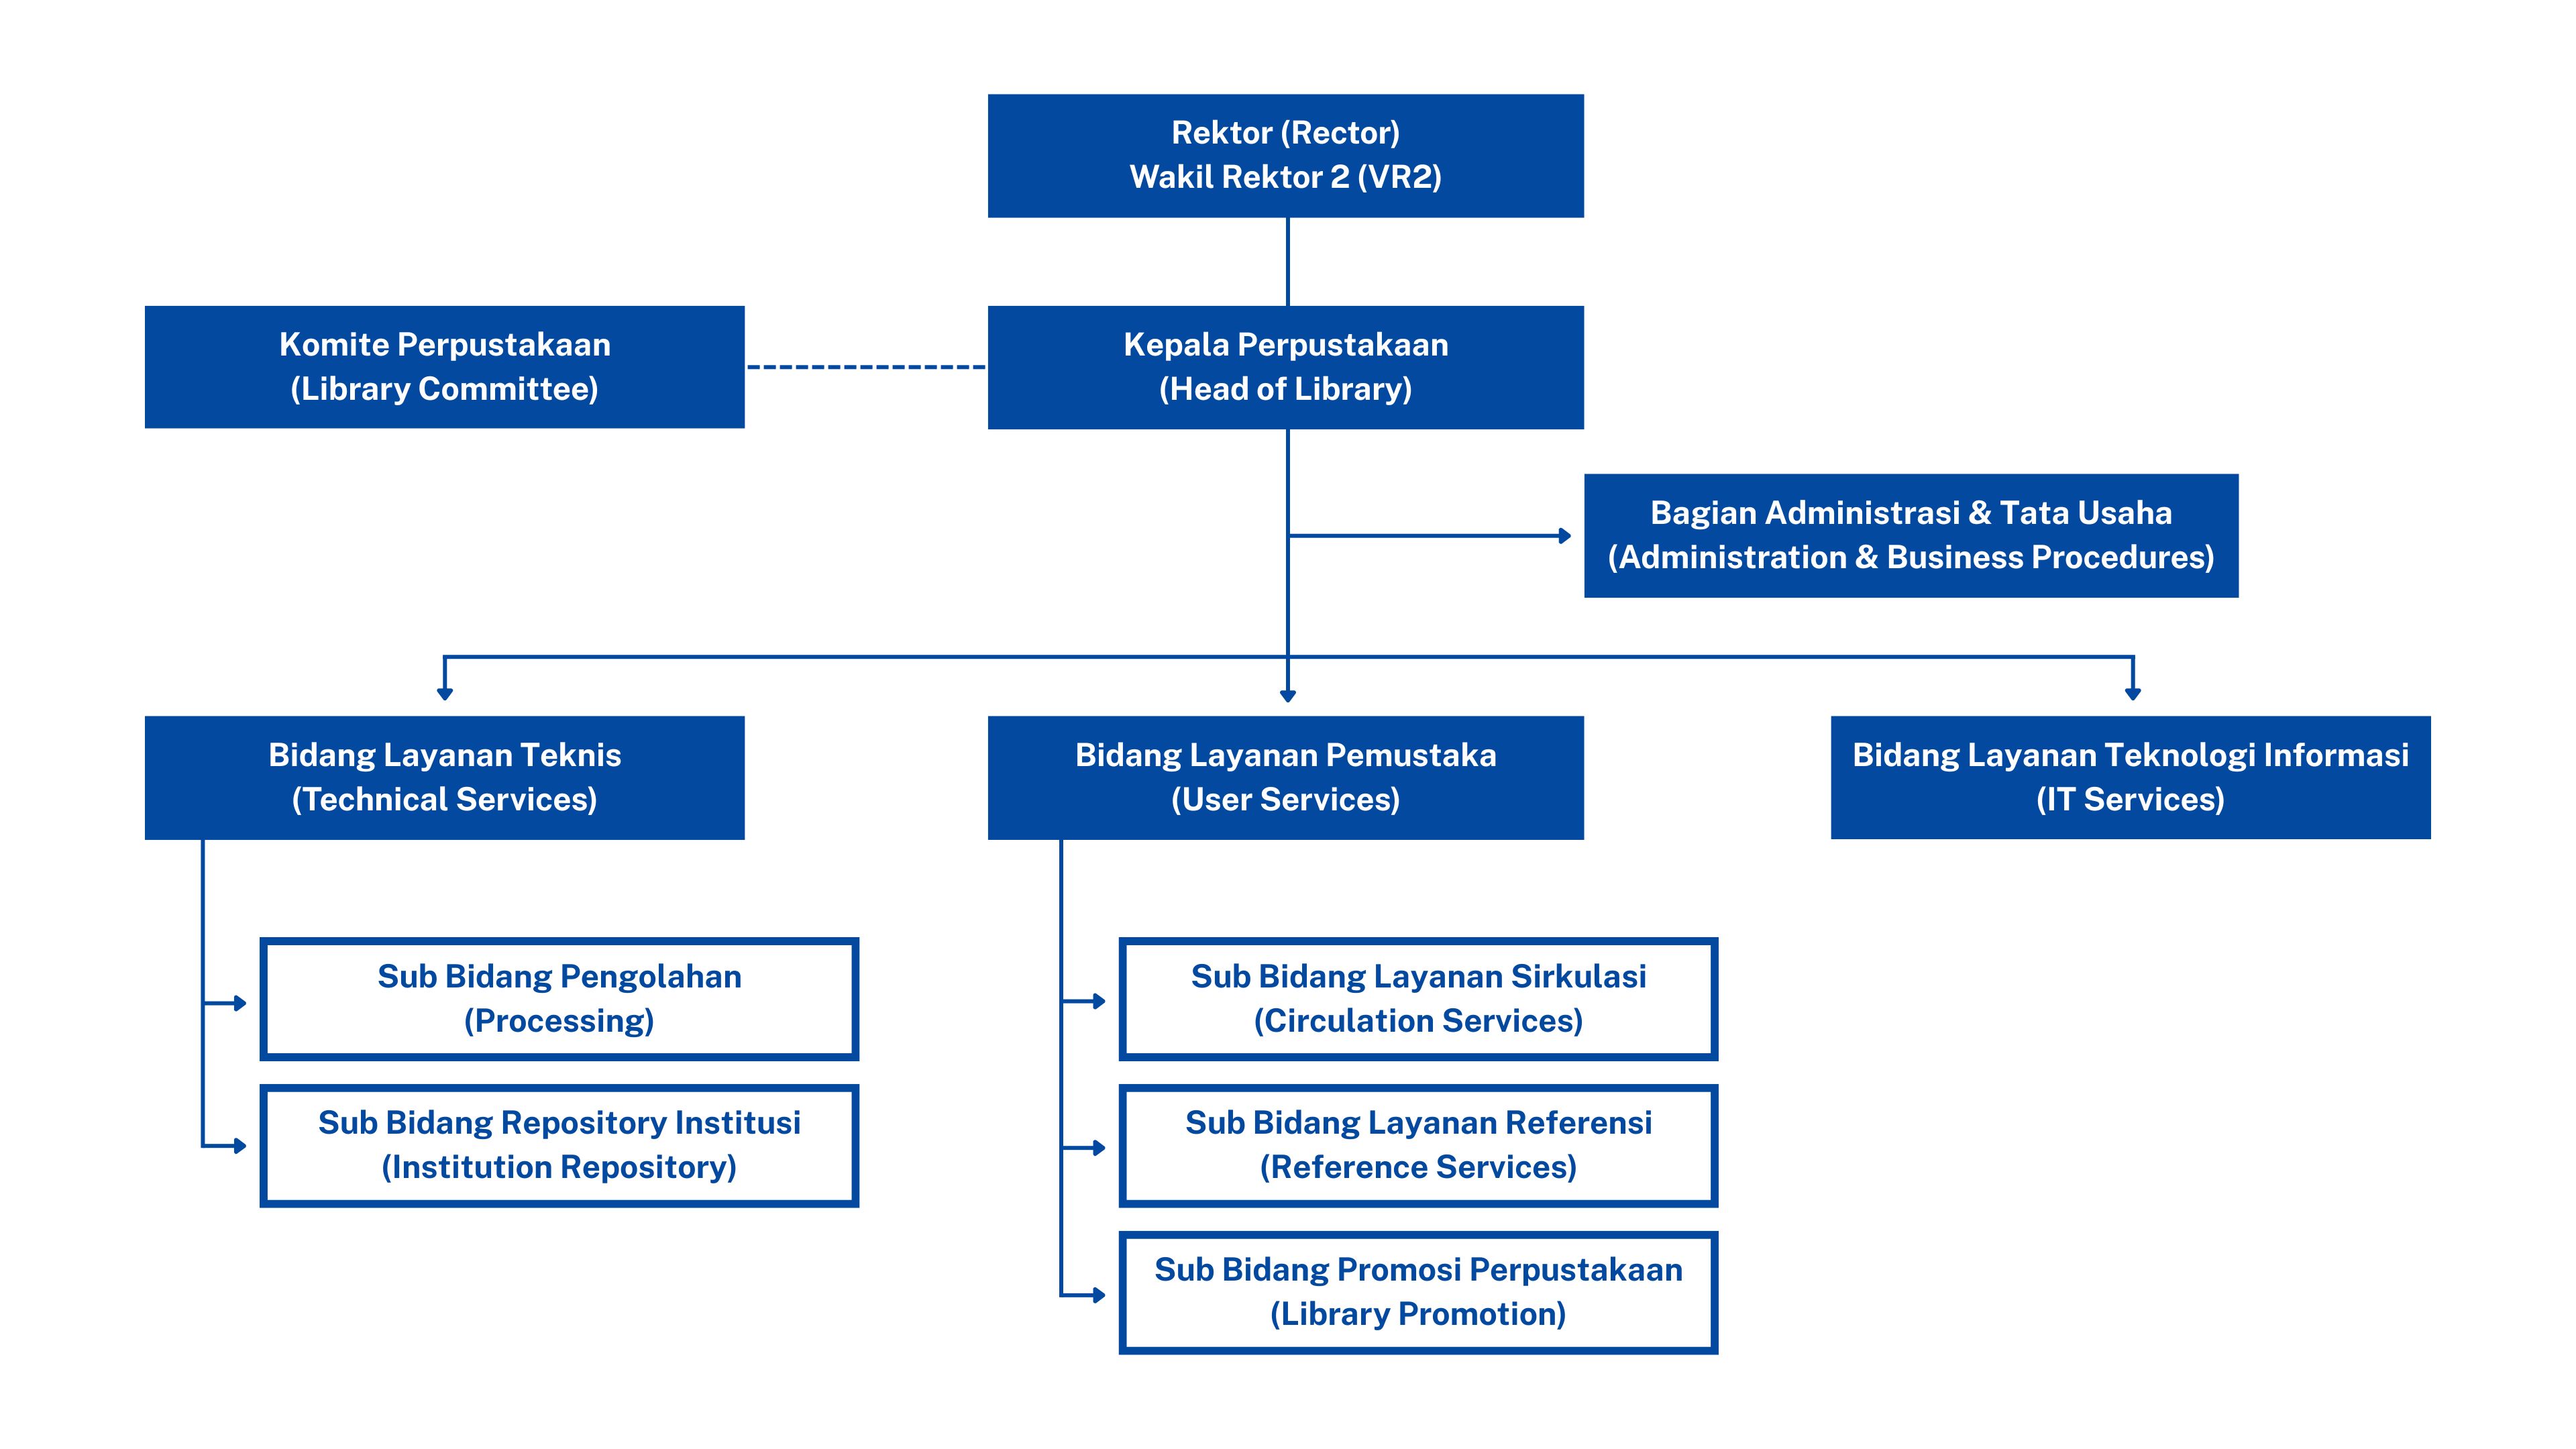 Rektor (Rector)
Wakil Rektor 2 (VR2)
Komite Perpustakaan
(Library Committee)
Kepala Perpustakaan
(Head of Library)
Bagian Administrasi & Tata Usaha
(Administration & Business Procedures)
Bidang Layanan Teknis
(Technical Services)
Bidang Layanan Pemustaka
(User Services)
Bidang Layanan Teknologi Informasi
(IT Services)
Sub Bidang Pengolahan
(Processing)
Sub Bidang Repository Institusi
(Institution Repository)
Sub Bidang Layanan Sirkulasi
(Circulation Services)
Sub Bidang Layanan Referensi
(Reference Services)
Sub Bidang Promosi Perpustakaan
(Library Promotion)